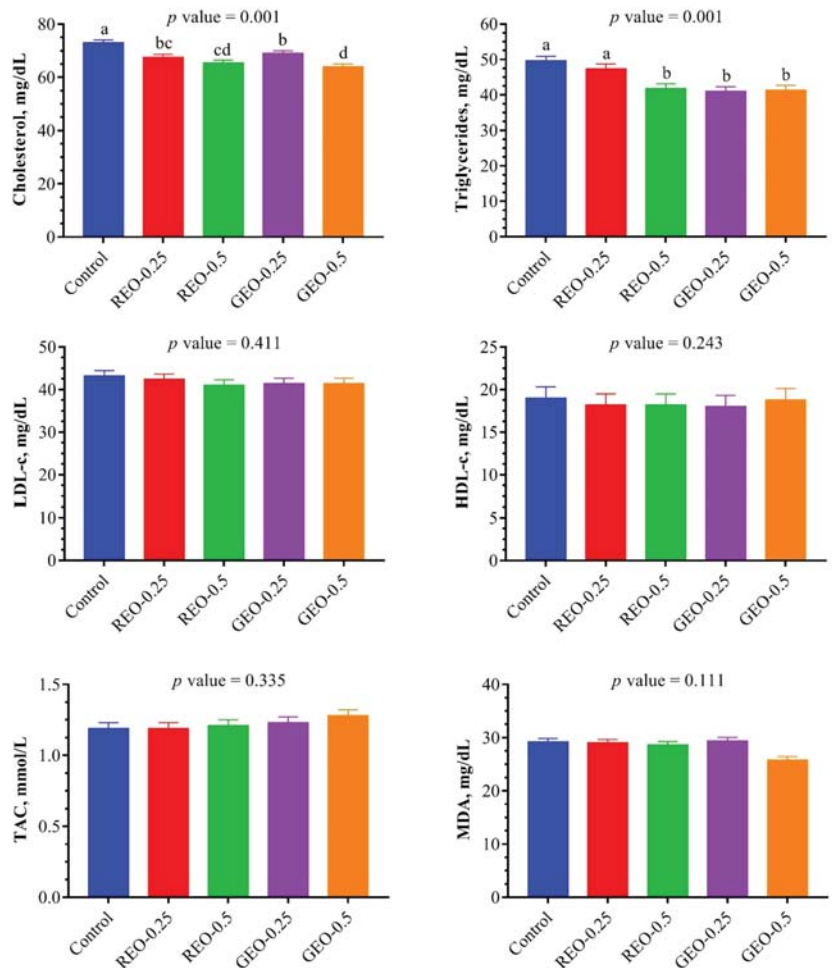 p value = 0.001
Cholesterol, mg/dL
80
60
40
20
0
a
bc
cd
b
d
Control
REO-0.25
REO-0.5
GEO-0.25
GEO-0.5
p value = 0.001
Triglycerides, mg/dL
60
50
40
30
20
10
0
a
a
b
b
b
Control
REO-0.25
REO-0.5
GEO-0.25
GEO-0.5
p value = 0.411
LDL-c, mg/dL
50
40
30
20
10
0
Control
REO-0.25
REO-0.5
GEO-0.25
GEO-0.5
p value = 0.243
HDL-c, mg/dL
25
20
15
10
5
0
Control
REO-0.25
REO-0.5
GEO-0.25
GEO-0.5
p value = 0.335
TAC, mmol/L
1.5
1.0
0.5
0.0
Control
REO-0.25
REO-0.5
GEO-0.25
GEO-0.5
p value = 0.111
MDA, mg/dL
40
30
20
10
0
Control
REO-0.25
REO-0.5
GEO-0.25
GEO-0.5